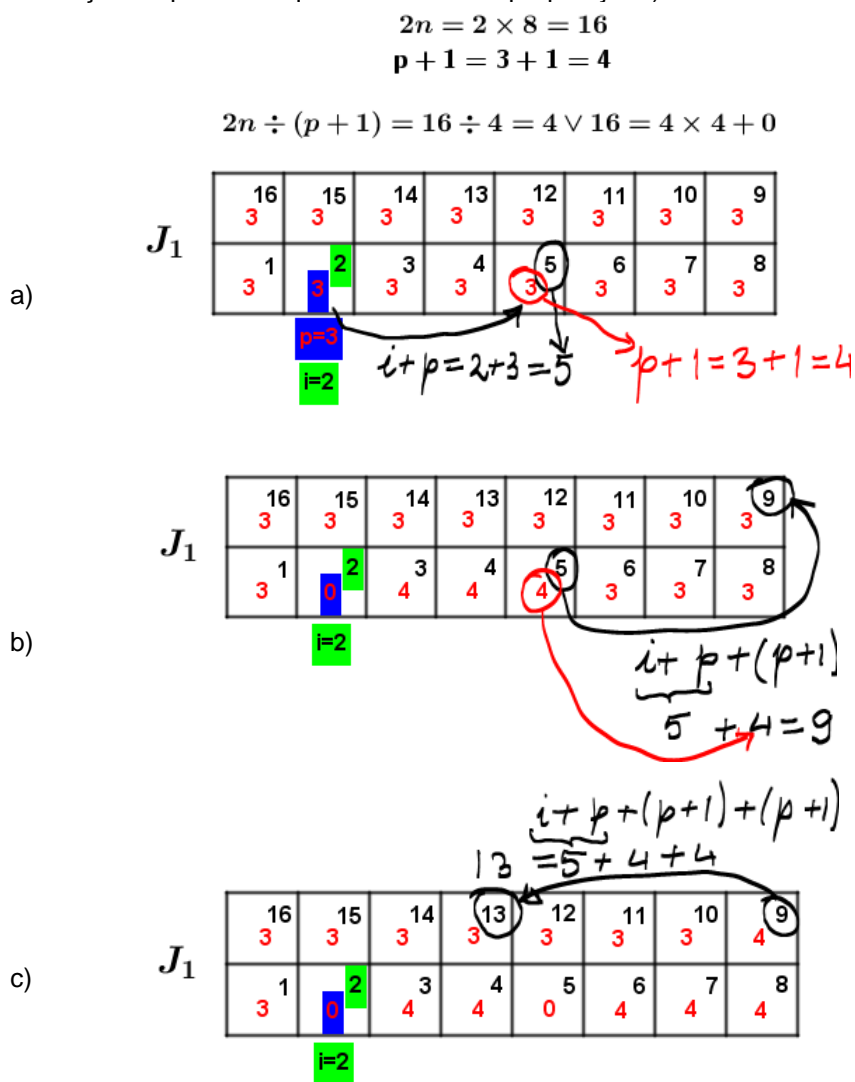 2n = 2 × 8 = 16
p + 1 = 3 + 1 = 4
2n ÷ (p + 1) = 16 ÷ 4 = 4 ∨ 16 = 4 × 4 + 0
16 15 14 13 12 11 10 9
3 3 3 3 3 3 3 3
J₁
1 2 3 4 5 6 7 8
3 3 3 3 3 3 3 3
a)
p=3
i+p=2+3=5
p+1=3+1=4
i=2
16 15 14 13 12 11 10 9
3 3 3 3 3 3 3 3
J₁
1 2 3 4 5 6 7 8
3 0 4 4 4 3 3 3
b)
i=2
i+p+(p+1)
5 +4=9
i+p+(p+1)+(p+1)
13 =5+4+4
16 15 14 13 12 11 10 9
3 3 3 3 3 3 3 4
J₁
1 2 3 4 5 6 7 8
3 0 4 4 0 4 4 4
c)
i=2